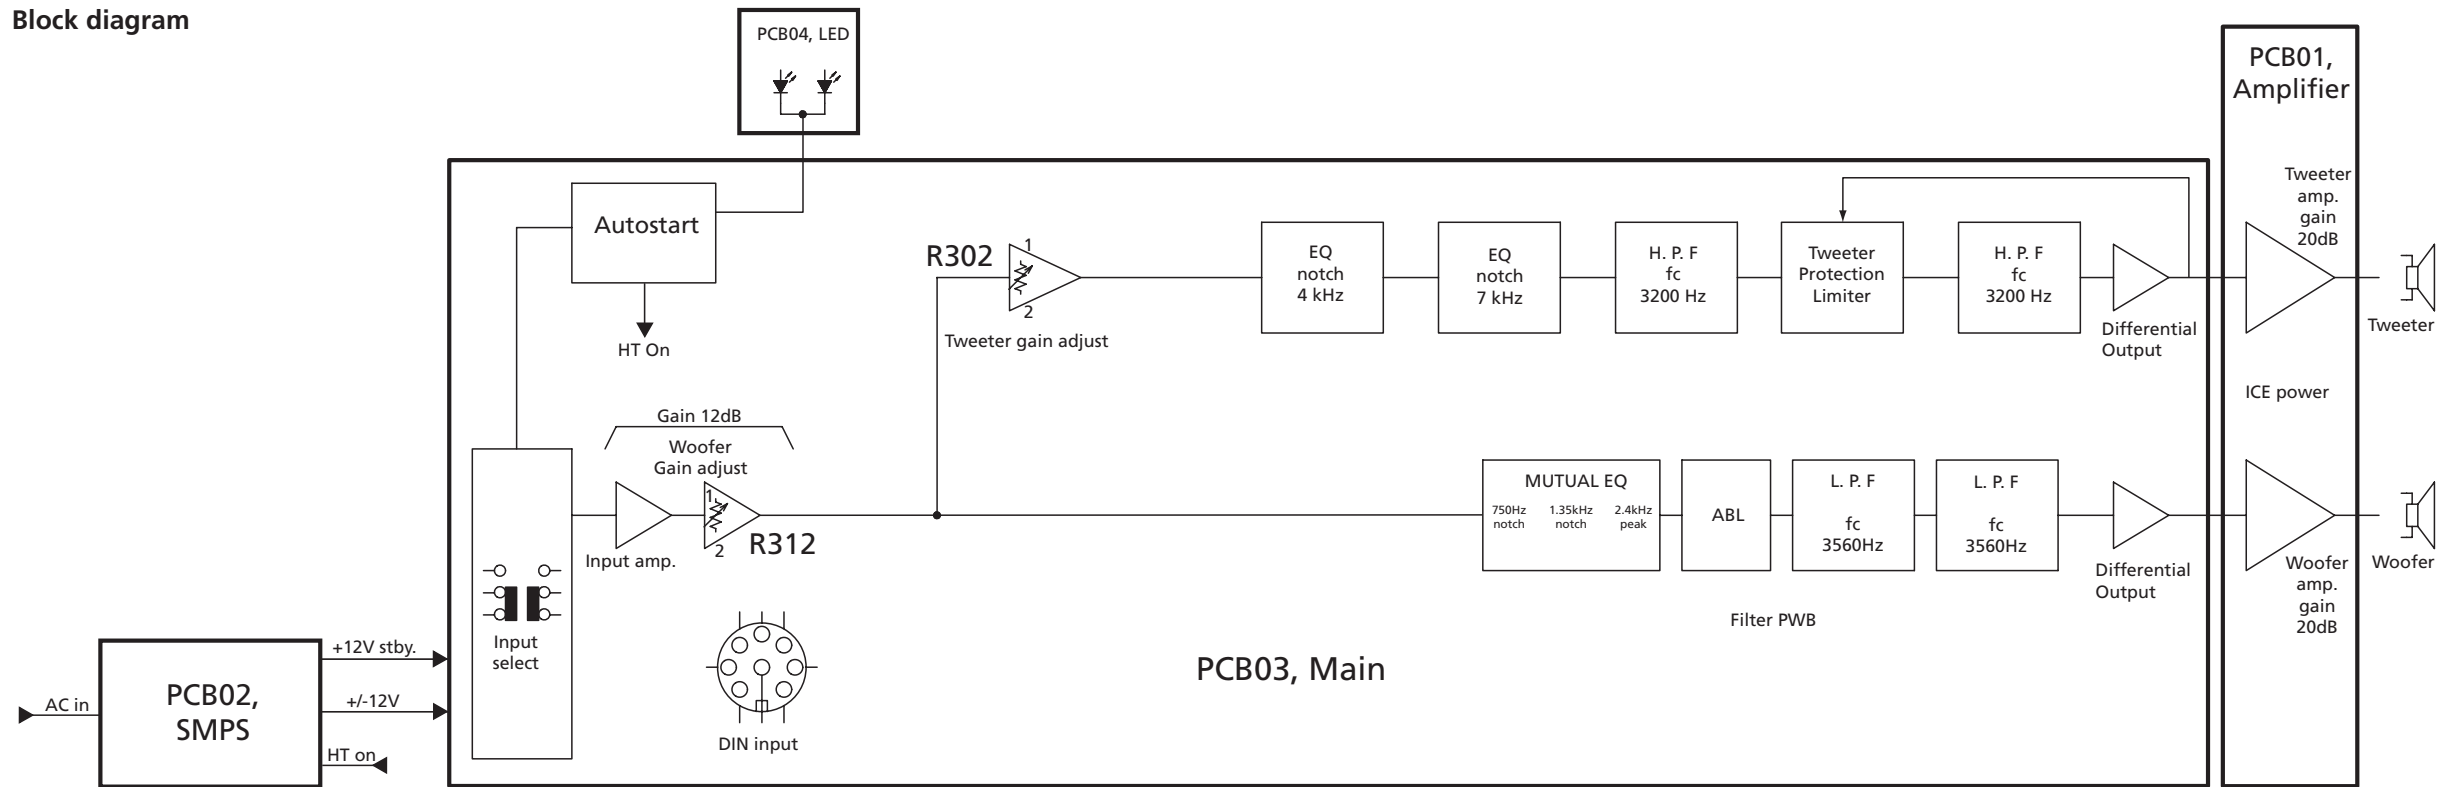 Block diagram
PCB04, LED
PCB01,
Amplifier
Autostart
HT On
R302
1
2
Tweeter gain adjust
EQ
notch
4 kHz
EQ
notch
7 kHz
H. P. F
fc
3200 Hz
Tweeter
Protection
Limiter
H. P. F
fc
3200 Hz
Differential
Output
Tweeter
amp.
gain
20dB
Tweeter
ICE power
Gain 12dB
Woofer
Gain adjust
1
2
R312
Input amp.
MUTUAL EQ
750Hz
notch
1.35kHz
notch
2.4kHz
peak
ABL
L. P. F
fc
3560Hz
L. P. F
fc
3560Hz
Differential
Output
Woofer
amp.
gain
20dB
Woofer
Filter PWB
Input
select
DIN input
PCB03, Main
AC in
PCB02,
SMPS
+12V stby.
+/-12V
HT on